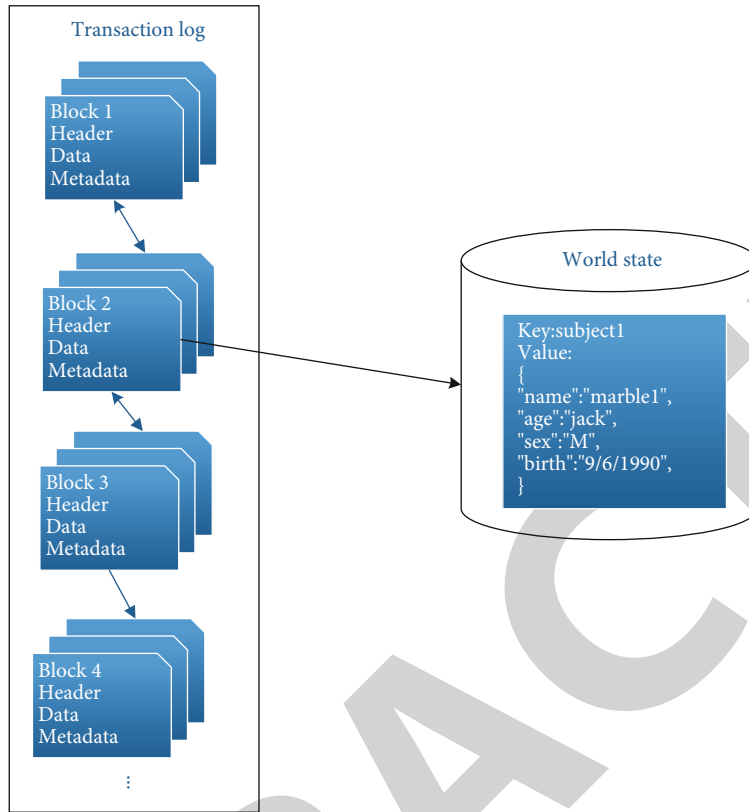 Transaction log
Block 1
Header
Data
Metadata
Block 2
Header
Data
Metadata
Block 3
Header
Data
Metadata
Block 4
Header
Data
Metadata
...
World state
Key:subject1
Value:
{
"name":"marble1",
"age":"jack",
"sex":"M",
"birth":"9/6/1990",
}